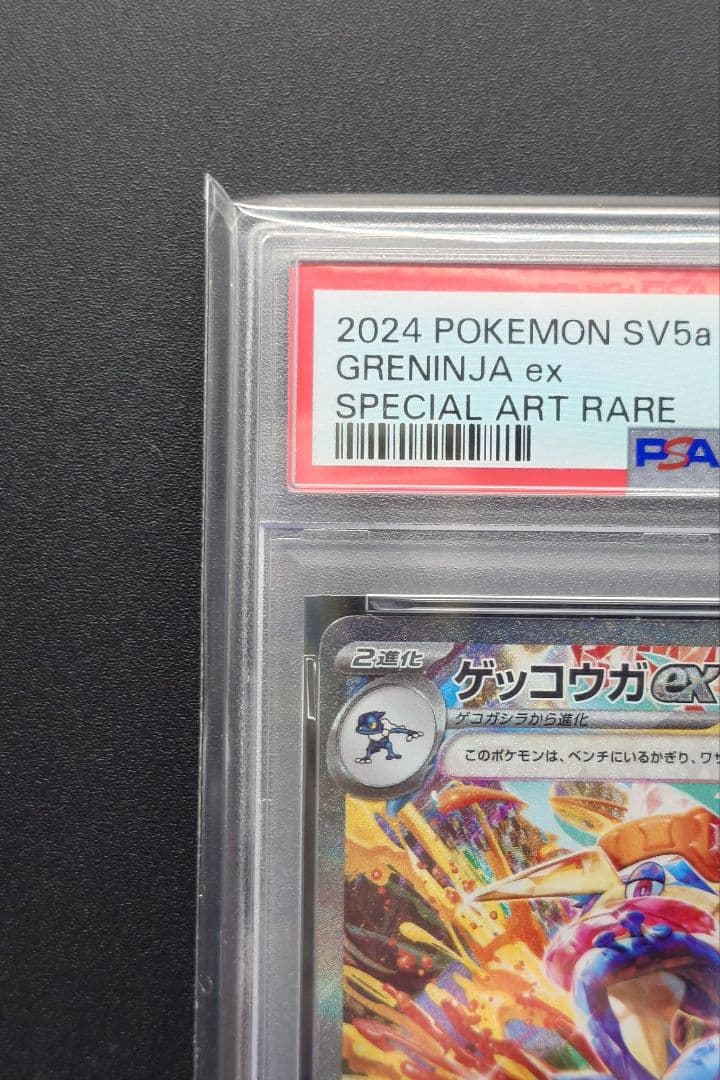 2024 POKEMON SV5a
GRENINJA ex
SPECIAL ART RARE
PSA
2進化
ゲッコウガex
ゲコガシラから進化
このポケモンは、ベンチにいるかぎり、ワザ